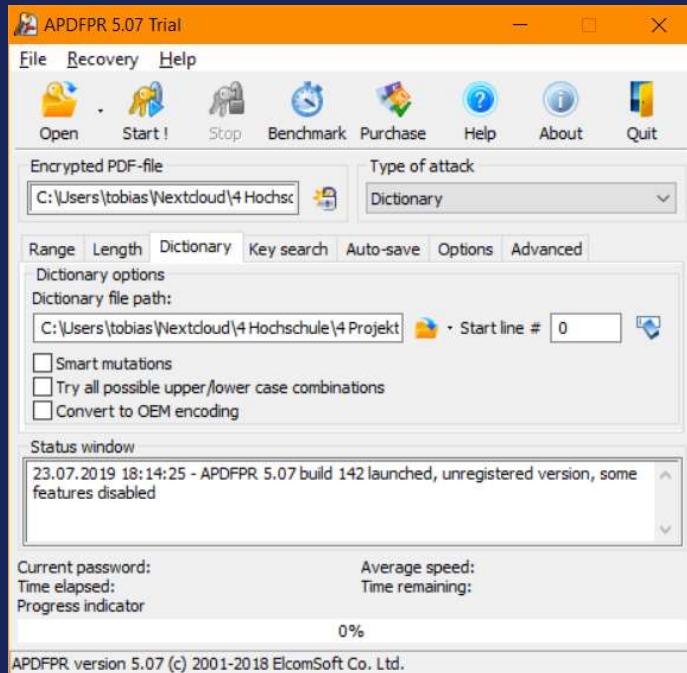 APDFPR 5.07 Trial
File Recovery Help
Open Start ! Stop Benchmark Purchase Help About Quit
Encrypted PDF-file Type of attack
C:\Users\tobias\Nextcloud\4 Hochsc Dictionary
Range Length Dictionary Key search Auto-save Options Advanced
Dictionary options
Dictionary file path:
C:\Users\tobias\Nextcloud\4 Hochschule\4 Projekt Start line # 0
Smart mutations
Try all possible upper/lower case combinations
Convert to OEM encoding
Status window
23.07.2019 18:14:25 - APDFPR 5.07 build 142 launched, unregistered version, some
features disabled
Current password: Average speed:
Time elapsed: Time remaining:
Progress indicator
0%
APDFPR version 5.07 (c) 2001-2018 ElcomSoft Co. Ltd.